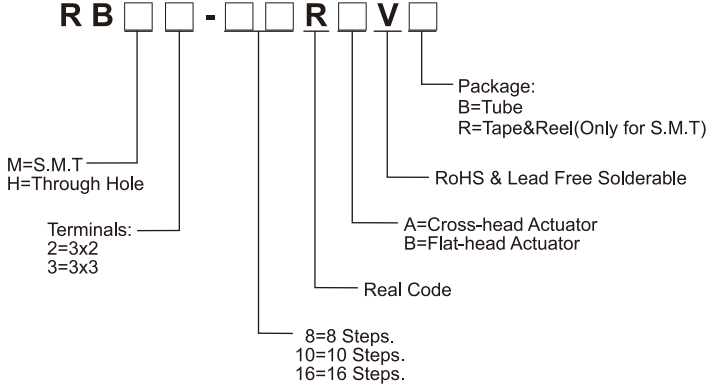 RB□□-□□R□V□
Package:
B=Tube
R=Tape&Reel(Only for S.M.T)
M=S.M.T
H=Through Hole
RoHS & Lead Free Solderable
Terminals:
2=3x2
3=3x3
A=Cross-head Actuator
B=Flat-head Actuator
Real Code
8=8 Steps.
10=10 Steps.
16=16 Steps.